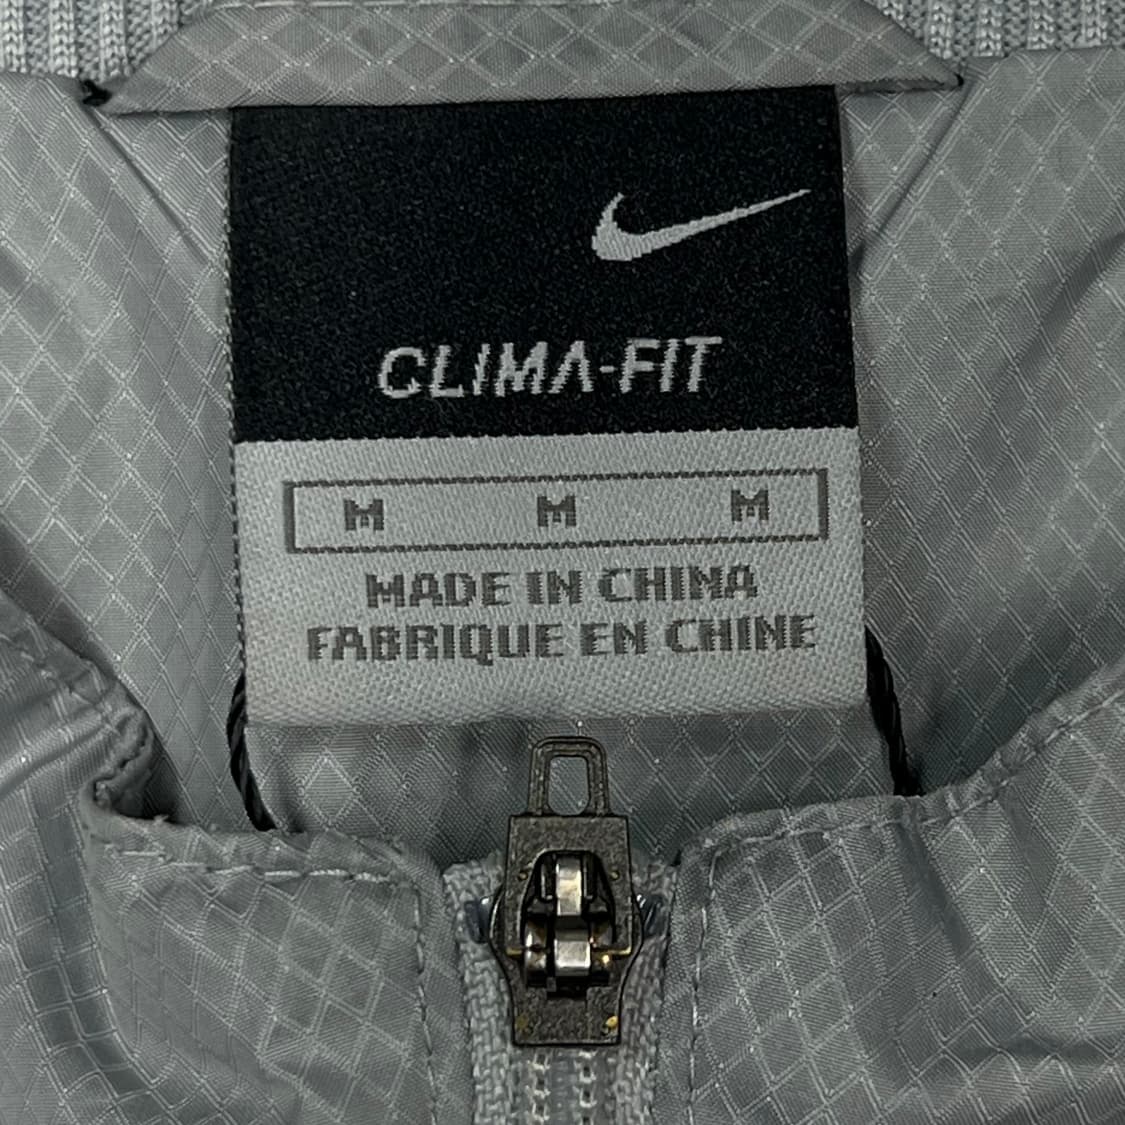 CLIMA-FIT
M M M
MADE IN CHINA
FABRIQUE EN CHINE